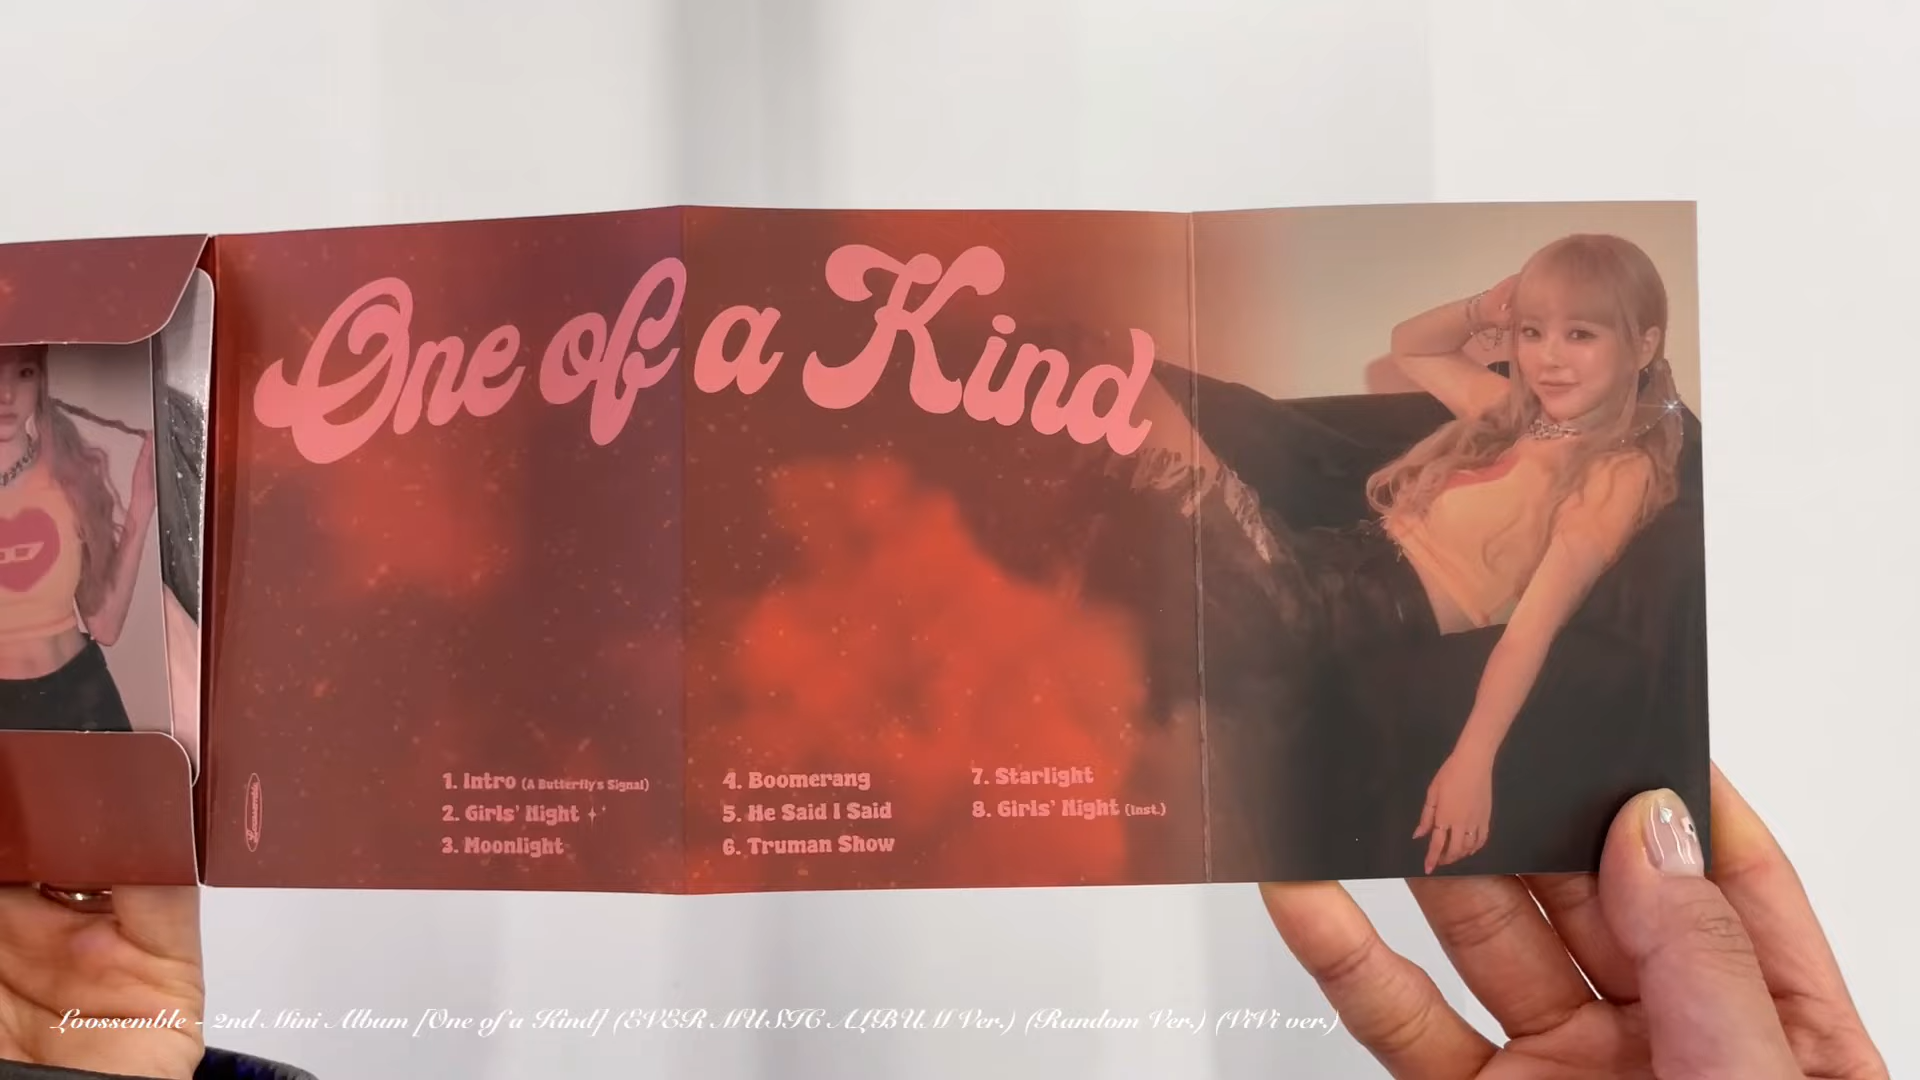 One of a Kind
1. Intro (A Butterfly's Signal)
2. Girls' Night
3. Moonlight
4. Boomerang
5. He Said I Said
6. Truman Show
7. Starlight
8. Girls' Night (Inst.)
Loossemble
Loossemble - 2nd Mini Album [One of a Kind] (EVER MUSIC ALBUM Ver.) (Random Ver.) (ViVi ver.)